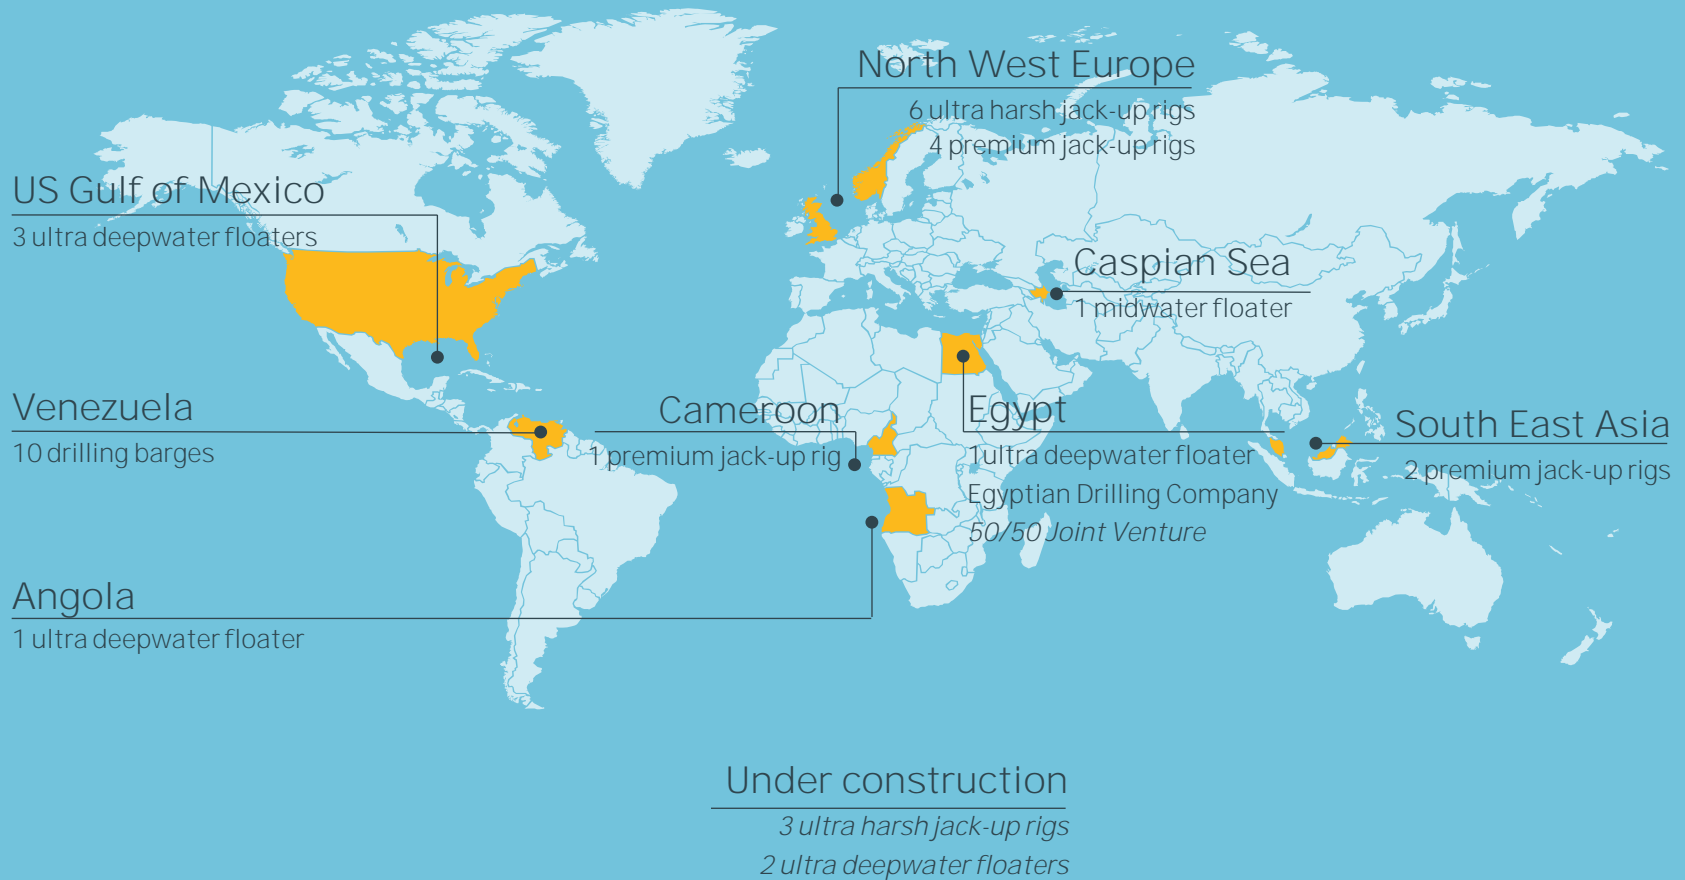 North West Europe
6 ultra harsh jack-up rigs
4 premium jack-up rigs
US Gulf of Mexico
3 ultra deepwater floaters
Caspian Sea
1 midwater floater
Venezuela
10 drilling barges
Cameroon
1 premium jack-up rig
Egypt
1ultra deepwater floater
Egyptian Drilling Company
50/50 Joint Venture
South East Asia
2 premium jack-up rigs
Angola
1 ultra deepwater floater
Under construction
3 ultra harsh jack-up rigs
2 ultra deepwater floaters